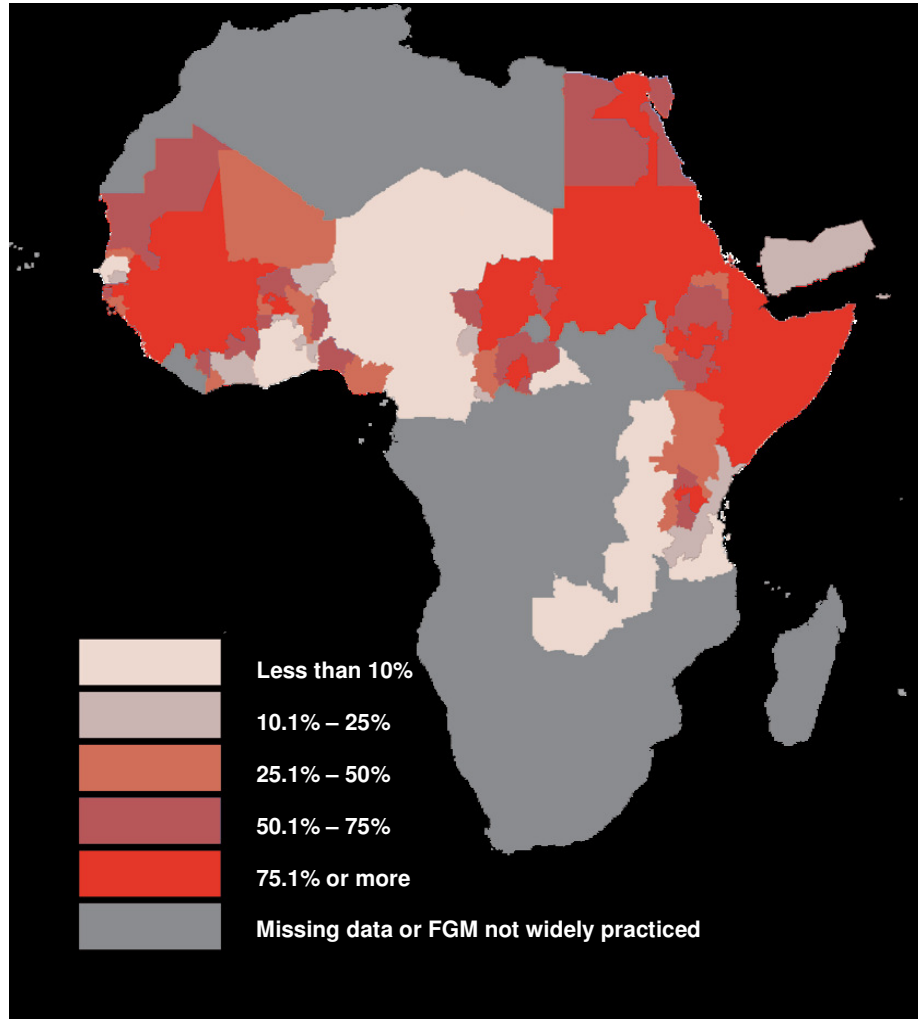 Less than 10%
10.1% – 25%
25.1% – 50%
50.1% – 75%
75.1% or more
Missing data or FGM not widely practiced